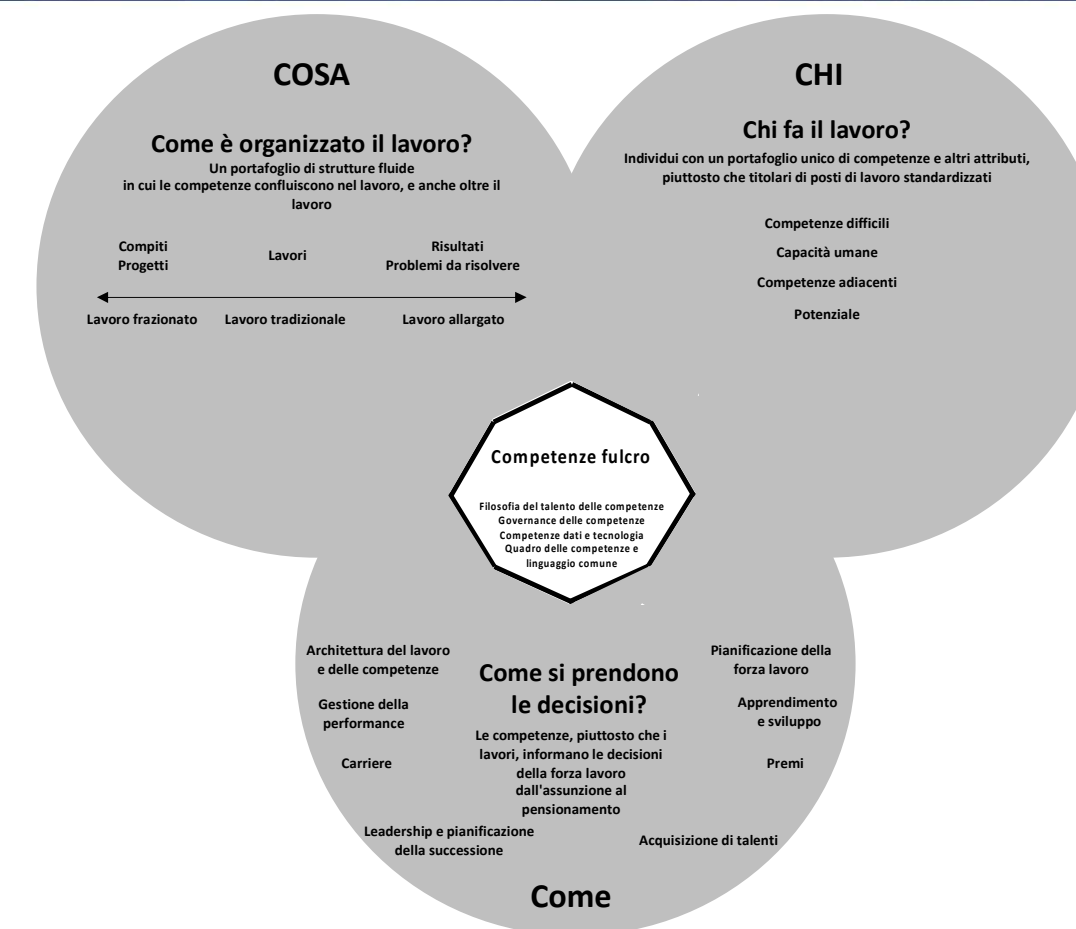 COSA
Come è organizzato il lavoro?
Un portafoglio di strutture fluide
in cui le competenze confluiscono nel lavoro, e anche oltre il
lavoro
Compiti
Progetti
Lavori
Risultati
Problemi da risolvere
Lavoro frazionato
Lavoro tradizionale
Lavoro allargato
CHI
Chi fa il lavoro?
Individui con un portafoglio unico di competenze e altri attributi,
piuttosto che titolari di posti di lavoro standardizzati
Competenze difficili
Capacità umane
Competenze adiacenti
Potenziale
Competenze fulcro
Filosofia del talento delle competenze
Governance delle competenze
Competenze dati e tecnologia
Quadro delle competenze e
linguaggio comune
Architettura del lavoro
e delle competenze
Gestione della
performance
Carriere
Leadership e pianificazione
della successione
Come si prendono
le decisioni?
Le competenze, piuttosto che i
lavori, informano le decisioni
della forza lavoro
dall'assunzione al
pensionamento
Pianificazione della
forza lavoro
Apprendimento
e sviluppo
Premi
Acquisizione di talenti
Come